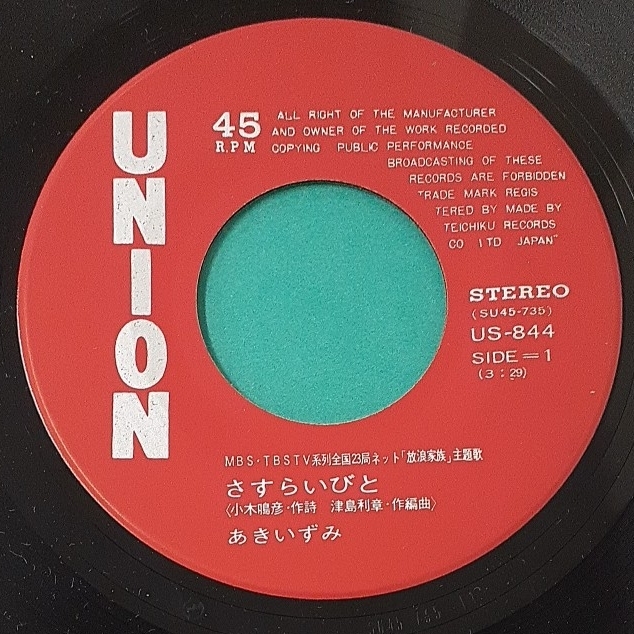 UNION
45
R.P.M
ALL RIGHT OF THE MANUFACTURER
AND OWNER OF THE WORK RECORDED
COPYING PUBLIC PERFORMANCE
BROADCASTING OF THESE
RECORDS ARE FORBIDDEN
TRADE MARK REGIS
TERED BY MADE BY
TEICHIKU RECORDS
CO LTD JAPAN"
STEREO
(SU45-735)
US-844
SIDE=1
(3:29)
MBS・TBSTV系列全国23局ネット「放浪家族」主題歌
さすらいびと
〈小木鳴彦・作詩 津島利章・作編曲〉
あきいずみ